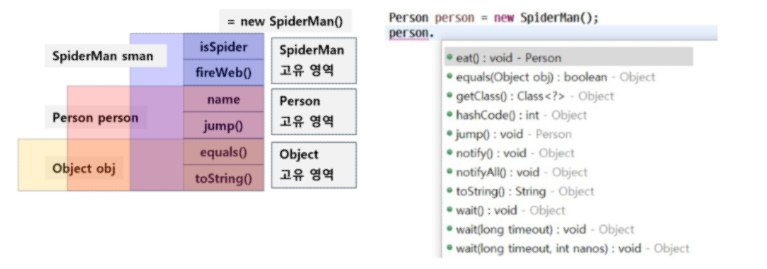 = new SpiderMan()
SpiderMan sman
isSpider
fireWeb()
SpiderMan
고유 영역
Person person
name
jump()
Person
고유 영역
Object obj
equals()
toString()
Object
고유 영역
Person person = new SpiderMan();
person.
eat() : void - Person
equals(Object obj) : boolean - Object
getClass() : Class<?> - Object
hashCode() : int - Object
jump() : void - Person
notify() : void - Object
notifyAll() : void - Object
toString() : String - Object
wait() : void - Object
wait(long timeout) : void - Object
wait(long timeout, int nanos) : void - Object